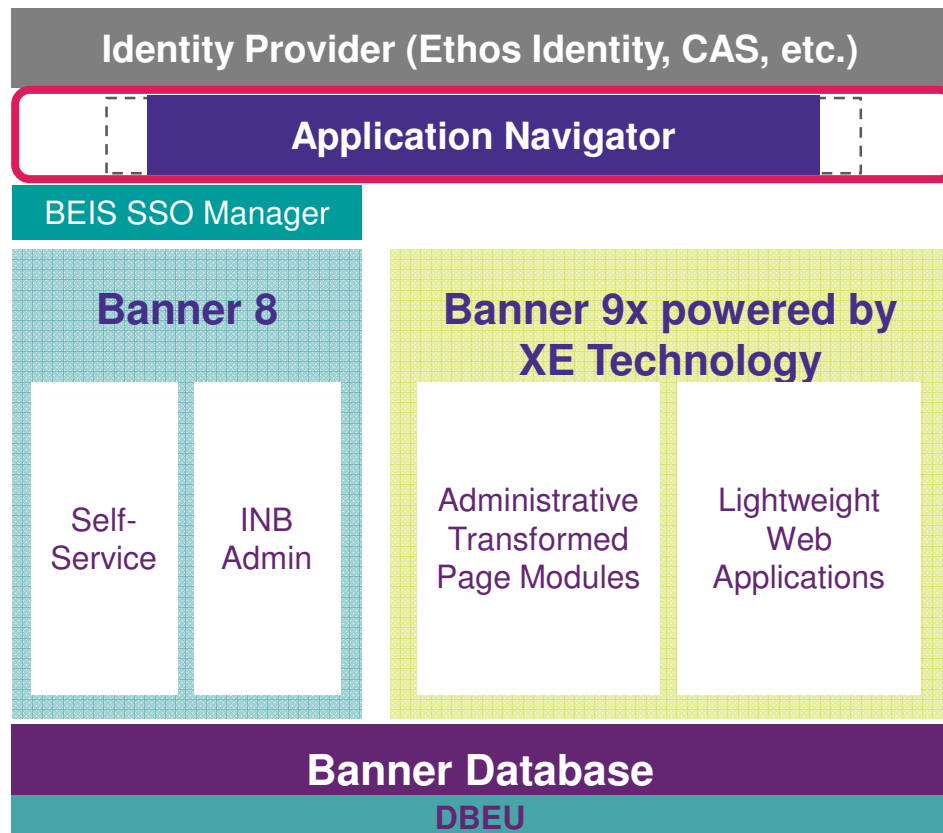 Identity Provider (Ethos Identity, CAS, etc.)
Application Navigator
BEIS SSO Manager
Banner 8
Self-
Service
INB
Admin
Banner 9x powered by
XE Technology
Administrative
Transformed
Page Modules
Lightweight
Web
Applications
Banner Database
DBEU